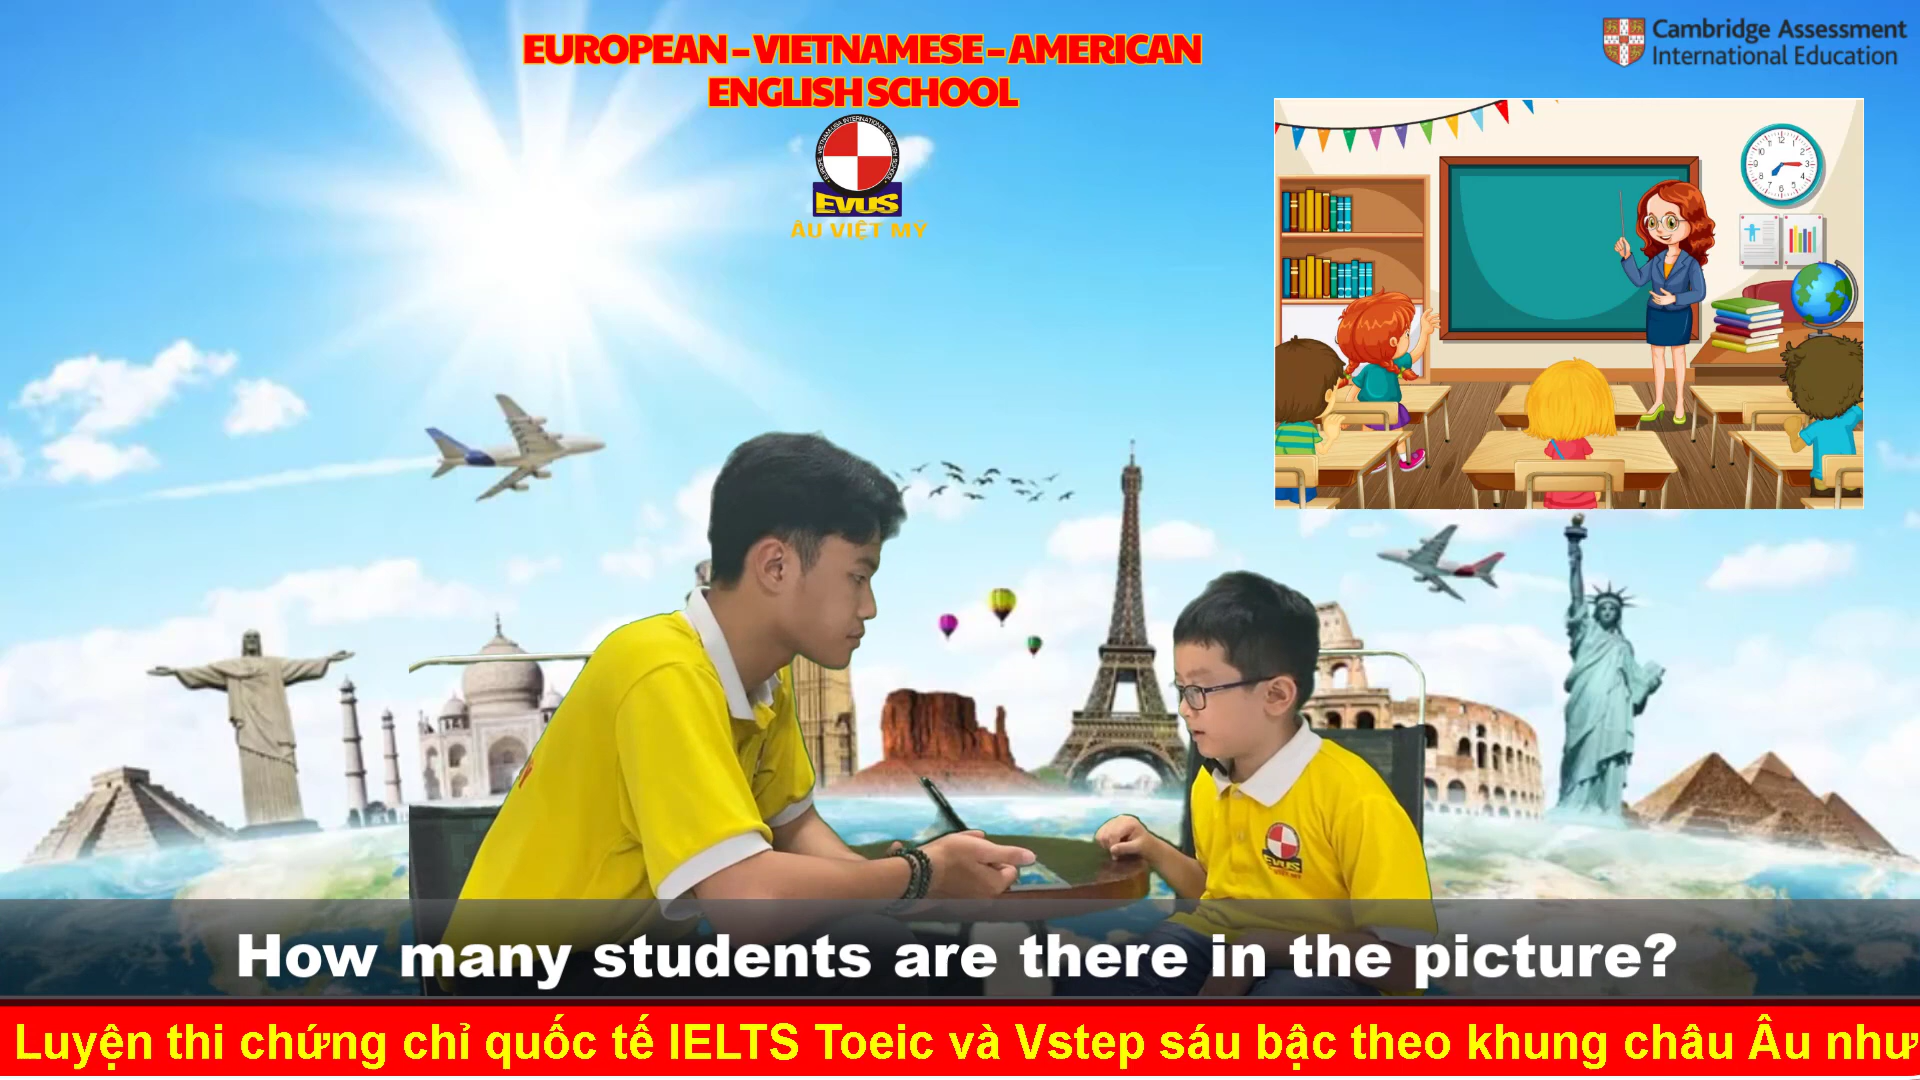 EUROPEAN - VIETNAMESE - AMERICAN
ENGLISH SCHOOL
Cambridge Assessment
International Education
EVUS
ÂU VIỆT MỸ
EVUS
How many students are there in the picture?
Luyện thi chứng chỉ quốc tế IELTS Toeic và Vstep sáu bậc theo khung châu Âu như